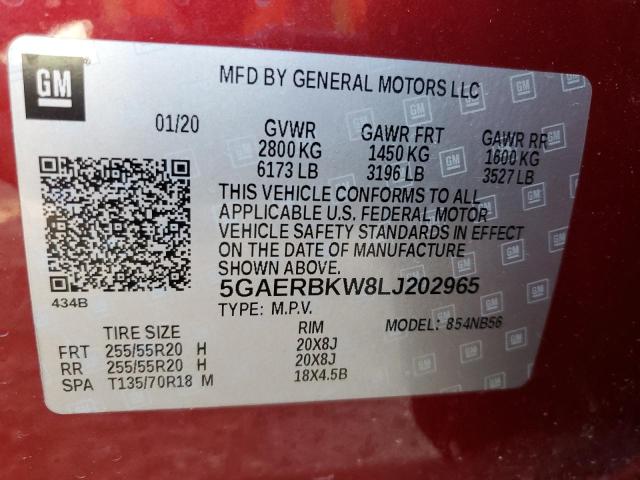 GM
MFD BY GENERAL MOTORS LLC
01/20
GVWR GAWR FRT GAWR RR
2800 KG 1450 KG 1600 KG
6173 LB 3196 LB 3527 LB
THIS VEHICLE CONFORMS TO ALL
APPLICABLE U.S. FEDERAL MOTOR
VEHICLE SAFETY STANDARDS IN EFFECT
ON THE DATE OF MANUFACTURE
SHOWN ABOVE.
5GAERBKW8LJ202965
434B
TYPE: M.P.V.
MODEL: 854NB56
TIRE SIZE RIM
FRT 255/55R20 H 20X8J
RR 255/55R20 H 20X8J
SPA T135/70R18 M 18X4.5B